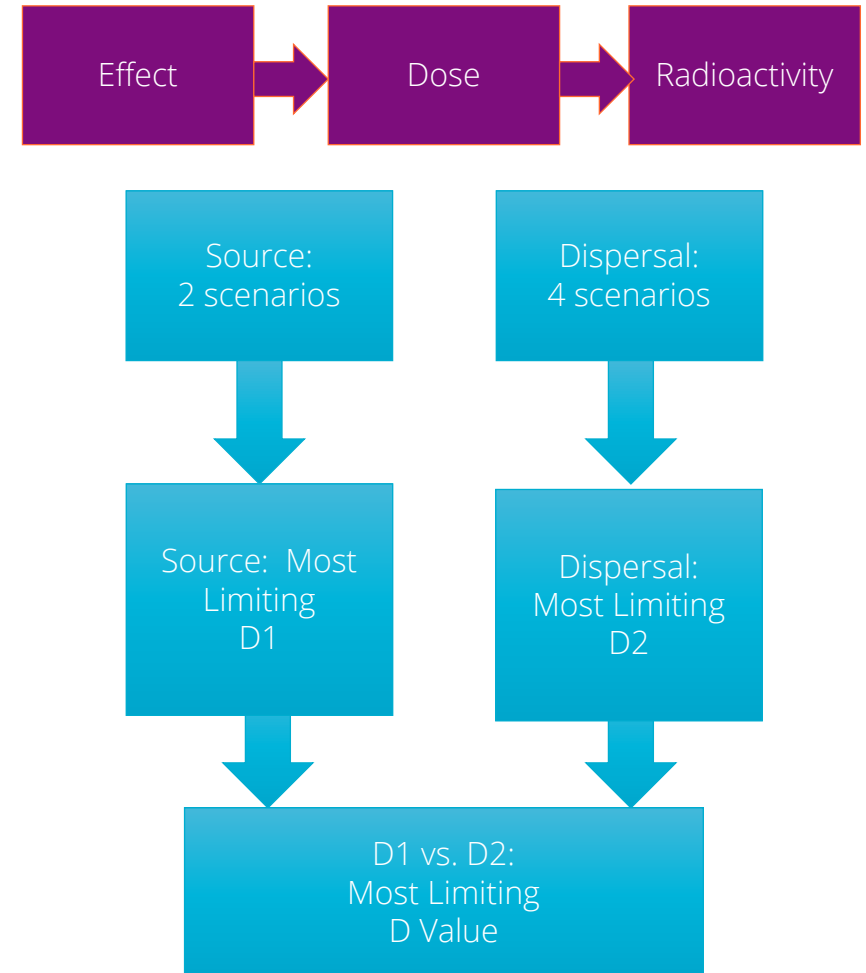 Effect
Dose
Radioactivity
Source:
2 scenarios
Dispersal:
4 scenarios
Source: Most
Limiting
D1
Dispersal:
Most Limiting
D2
D1 vs. D2:
Most Limiting
D Value